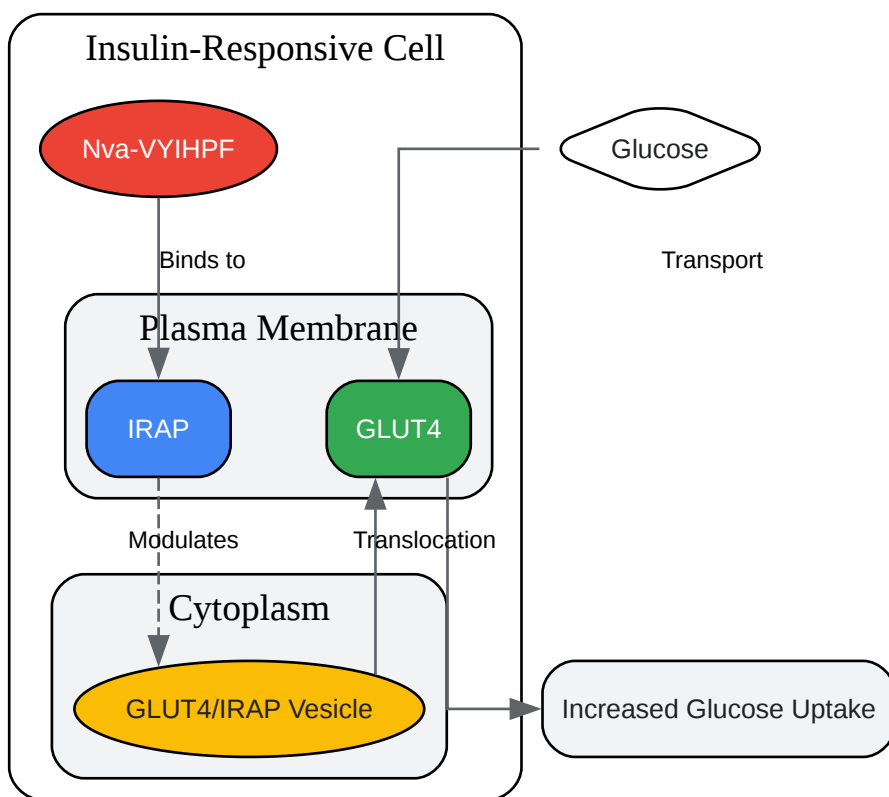 Insulin-Responsive Cell
Nva-VYIHPF
Glucose
Binds to
Transport
Plasma Membrane
IRAP
GLUT4
Modulates
Translocation
Cytoplasm
GLUT4/IRAP Vesicle
Increased Glucose Uptake